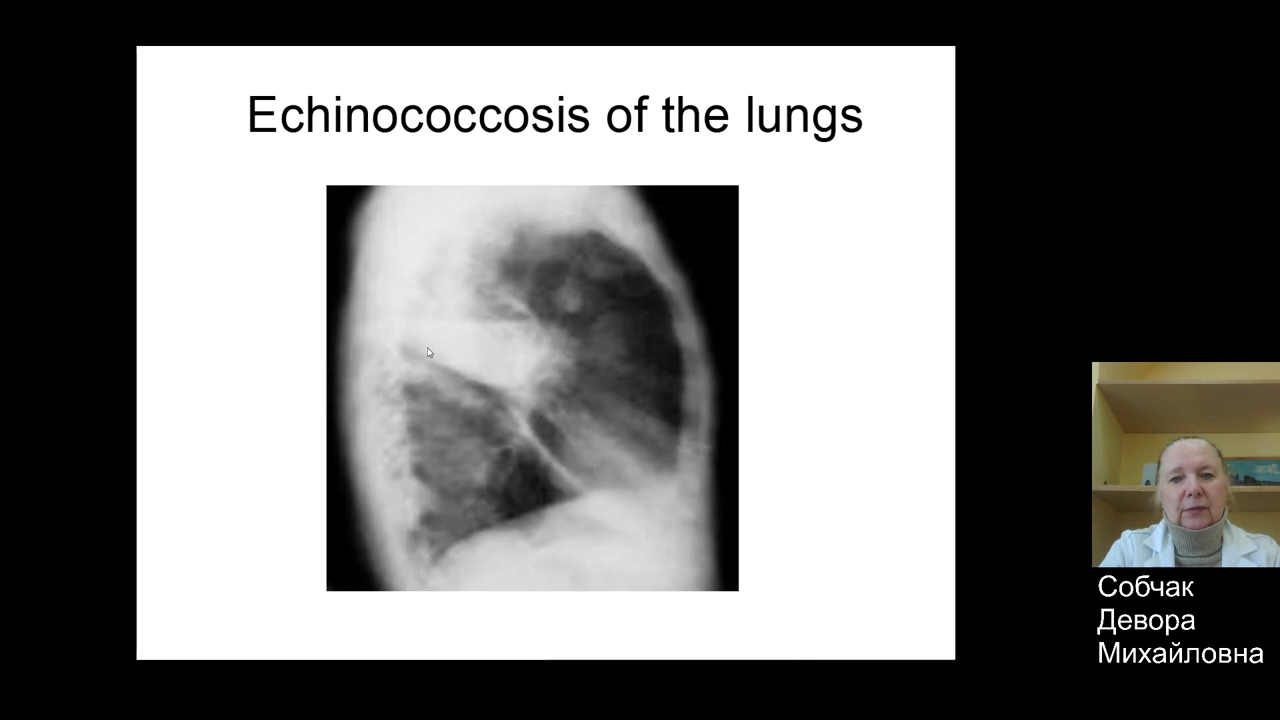 Echinococcosis of the lungs
Собчак
Девора
Михайловна